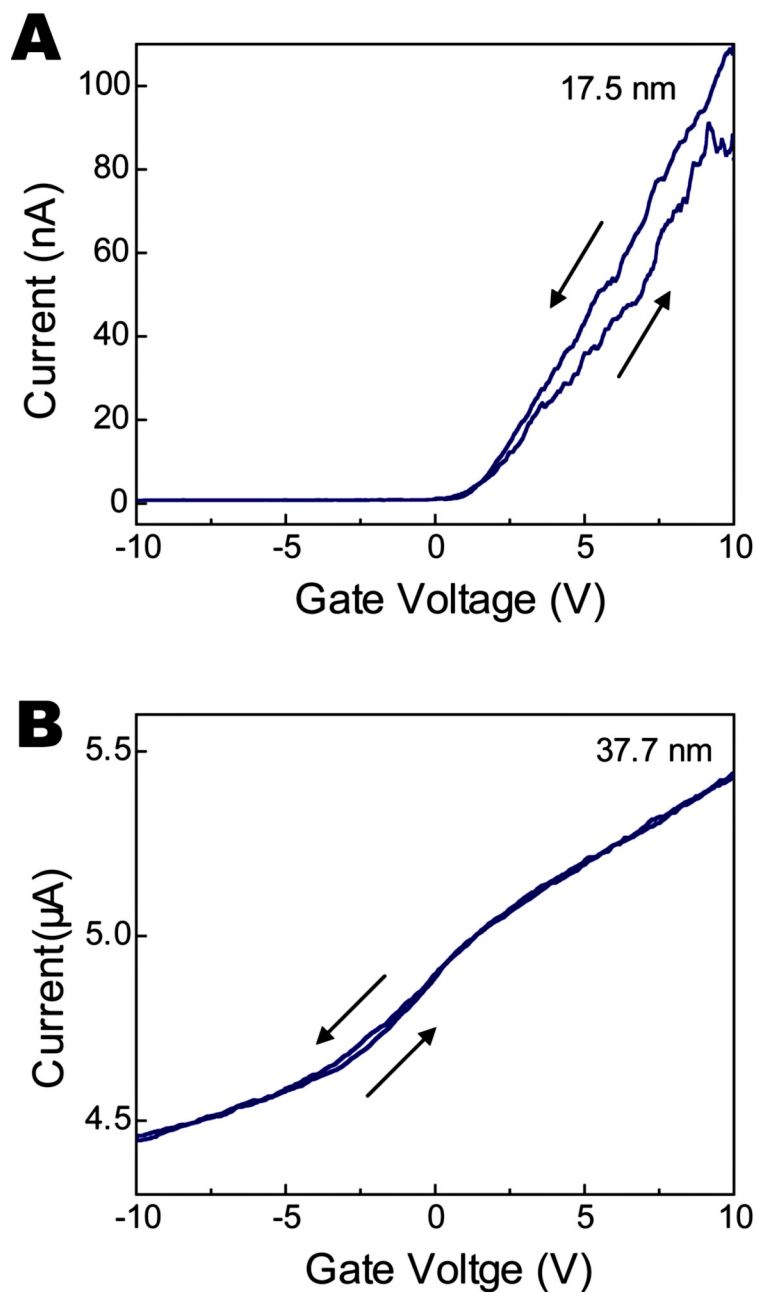 A
17.5 nm
100
80
60
40
20
0
Current (nA)
-10 -5 0 5 10
Gate Voltage (V)
B
37.7 nm
5.5
5.0
4.5
Current(µA)
-10 -5 0 5 10
Gate Voltge (V)